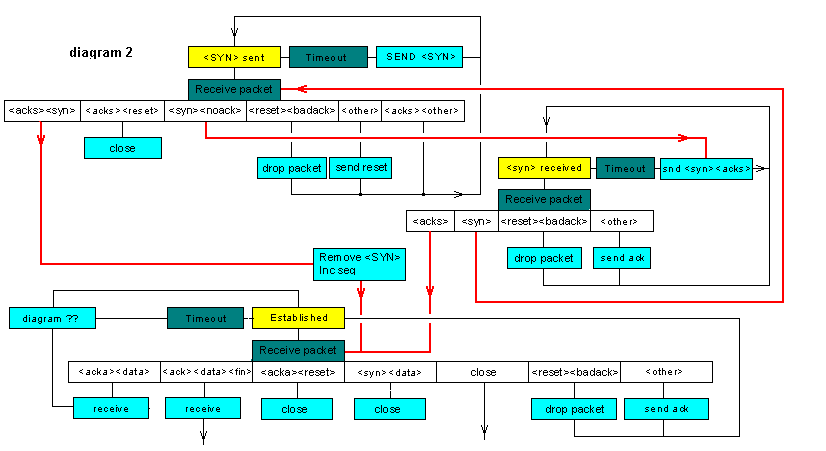 diagram 2
<SYN> sent
Timeout
SEND <SYN>
Receive packet
<acks><syn>
<acks><reset>
<syn><noack>
<reset><badack>
<other>
<acks><other>
close
drop packet
send reset
<syn> received
Timeout
snd <syn><acks>
Receive packet
<acks>
<syn>
<reset><badack>
<other>
drop packet
send ack
Remove <SYN>
Inc seq
diagram ??
Timeout
Established
Receive packet
<acka><data>
<ack><data><fin>
<acka><reset>
<syn><data>
close
<reset><badack>
<other>
receive
receive
close
close
drop packet
send ack